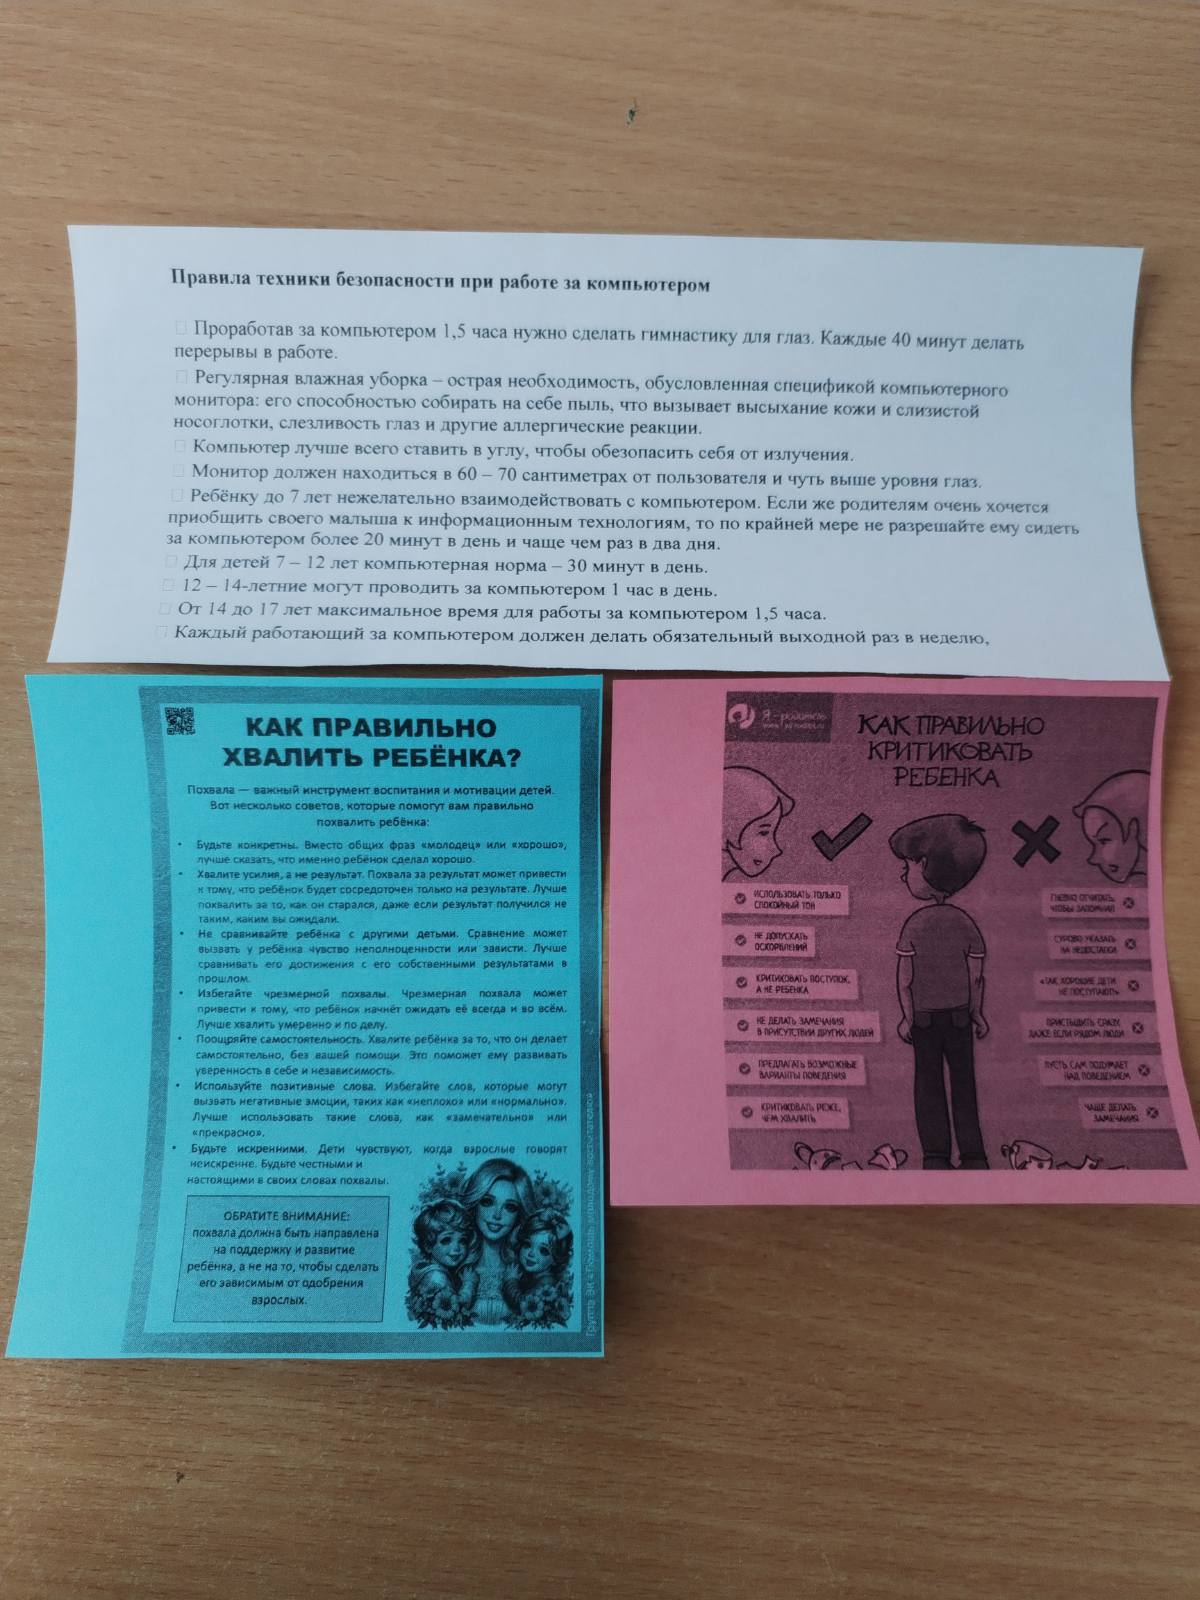 Правила техники безопасности при работе за компьютером
Проработав за компьютером 1,5 часа нужно сделать гимнастику для глаз. Каждые 40 минут делать
перерывы в работе.
Регулярная влажная уборка – острая необходимость, обусловленная спецификой компьютерного
монитора: его способностью собирать на себе пыль, что вызывает высыхание кожи и слизистой
носоглотки, слезливость глаз и другие аллергические реакции.
Компьютер лучше всего ставить в углу, чтобы обезопасить себя от излучения.
Монитор должен находиться в 60 – 70 сантиметрах от пользователя и чуть выше уровня глаз.
Ребёнку до 7 лет нежелательно взаимодействовать с компьютером. Если же родителям очень хочется
приобщить своего малыша к информационным технологиям, то по крайней мере не разрешайте ему сидеть
за компьютером более 20 минут в день и чаще чем раз в два дня.
Для детей 7 – 12 лет компьютерная норма – 30 минут в день.
12 – 14-летние могут проводить за компьютером 1 час в день.
От 14 до 17 лет максимальное время для работы за компьютером 1,5 часа.
Каждый работающий за компьютером должен делать обязательный выходной раз в неделю,
КАК ПРАВИЛЬНО
ХВАЛИТЬ РЕБЁНКА?
Похвала — важный инструмент воспитания и мотивации детей.
Вот несколько советов, которые помогут вам правильно
похвалить ребёнка:
• Будьте конкретны. Вместо общих фраз «молодец» или «хорошо»,
лучше сказать, что именно ребёнок сделал хорошо.
• Хвалите усилия, а не результат. Похвала за результат может привести
к тому, что ребёнок будет сосредоточен только на результате. Лучше
похвалить за то, как он старался, даже если результат получился не
таким, каким вы ожидали.
• Не сравнивайте ребёнка с другими детьми. Сравнение может
вызвать у ребёнка чувство неполноценности или зависти. Лучше
сравнивать его достижения с его собственными результатами в
прошлом.
• Избегайте чрезмерной похвалы. Чрезмерная похвала может
привести к тому, что ребёнок начнёт ожидать её всегда и во всём.
Лучше хвалить умеренно и по делу.
• Поощряйте самостоятельность. Хвалите ребёнка за то, что он делает
самостоятельно, без вашей помощи. Это поможет ему развивать
уверенность в себе и независимость.
• Используйте позитивные слова. Избегайте слов, которые могут
вызвать негативные эмоции, таких как «неплохо» или «нормально».
Лучше использовать такие слова, как «замечательно» или
«прекрасно».
• Будьте искренними. Дети чувствуют, когда взрослые говорят
неискренне. Будьте честными и
настоящими в своих словах похвалы.
ОБРАТИТЕ ВНИМАНИЕ:
похвала должна быть направлена
на поддержку и развитие
ребёнка, а не на то, чтобы сделать
его зависимым от одобрения
взрослых.
Группа ВК «Помощь молодому воспитателю»
Я - родитель
КАК ПРАВИЛЬНО
КРИТИКОВАТЬ
РЕБЕНКА
ИСПОЛЬЗОВАТЬ ТОЛЬКО
СПОКОЙНЫЙ ТОН
НЕ ДОПУСКАТЬ
ОСКОРБЛЕНИЙ
КРИТИКОВАТЬ ПОСТУПОК,
А НЕ РЕБЕНКА
НЕ ДЕЛАТЬ ЗАМЕЧАНИЯ
В ПРИСУТСТВИИ ДРУГИХ ЛЮДЕЙ
ПРЕДЛАГАТЬ ВОЗМОЖНЫЕ
ВАРИАНТЫ ПОВЕДЕНИЯ
КРИТИКОВАТЬ РЕЖЕ,
ЧЕМ ХВАЛИТЬ
ГНЕВНО ОТЧИТАТЬ,
ЧТОБЫ ЗАПОМНИЛ
СУРОВО УКАЗАТЬ
НА НЕДОСТАТКИ
«ТАК ХОРОШИЕ ДЕТИ
НЕ ПОСТУПАЮТ»
ПРИСТЫДИТЬ СРАЗУ,
ДАЖЕ ЕСЛИ РЯДОМ ЛЮДИ
ПУСТЬ САМ ПОДУМАЕТ
НАД ПОВЕДЕНИЕМ
ЧАЩЕ ДЕЛАТЬ
ЗАМЕЧАНИЯ